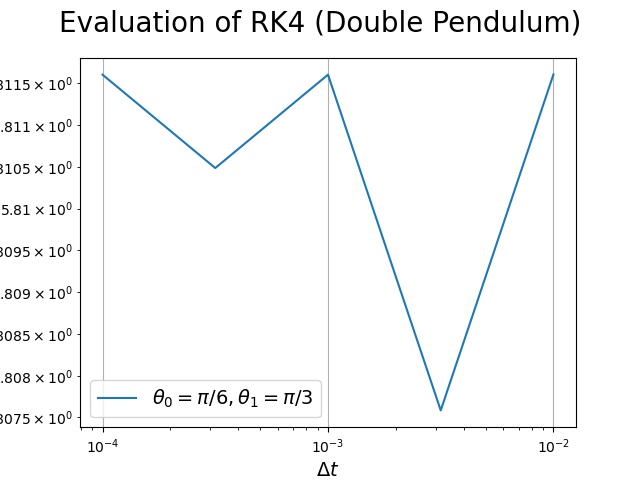 Evaluation of RK4 (Double Pendulum)
3115 × 10⁰
.811 × 10⁰
3105 × 10⁰
5.81 × 10⁰
3095 × 10⁰
.809 × 10⁰
3085 × 10⁰
.808 × 10⁰
3075 × 10⁰
θ₀ = π/6, θ₁ = π/3
10⁻⁴ 10⁻³ 10⁻²
Δt